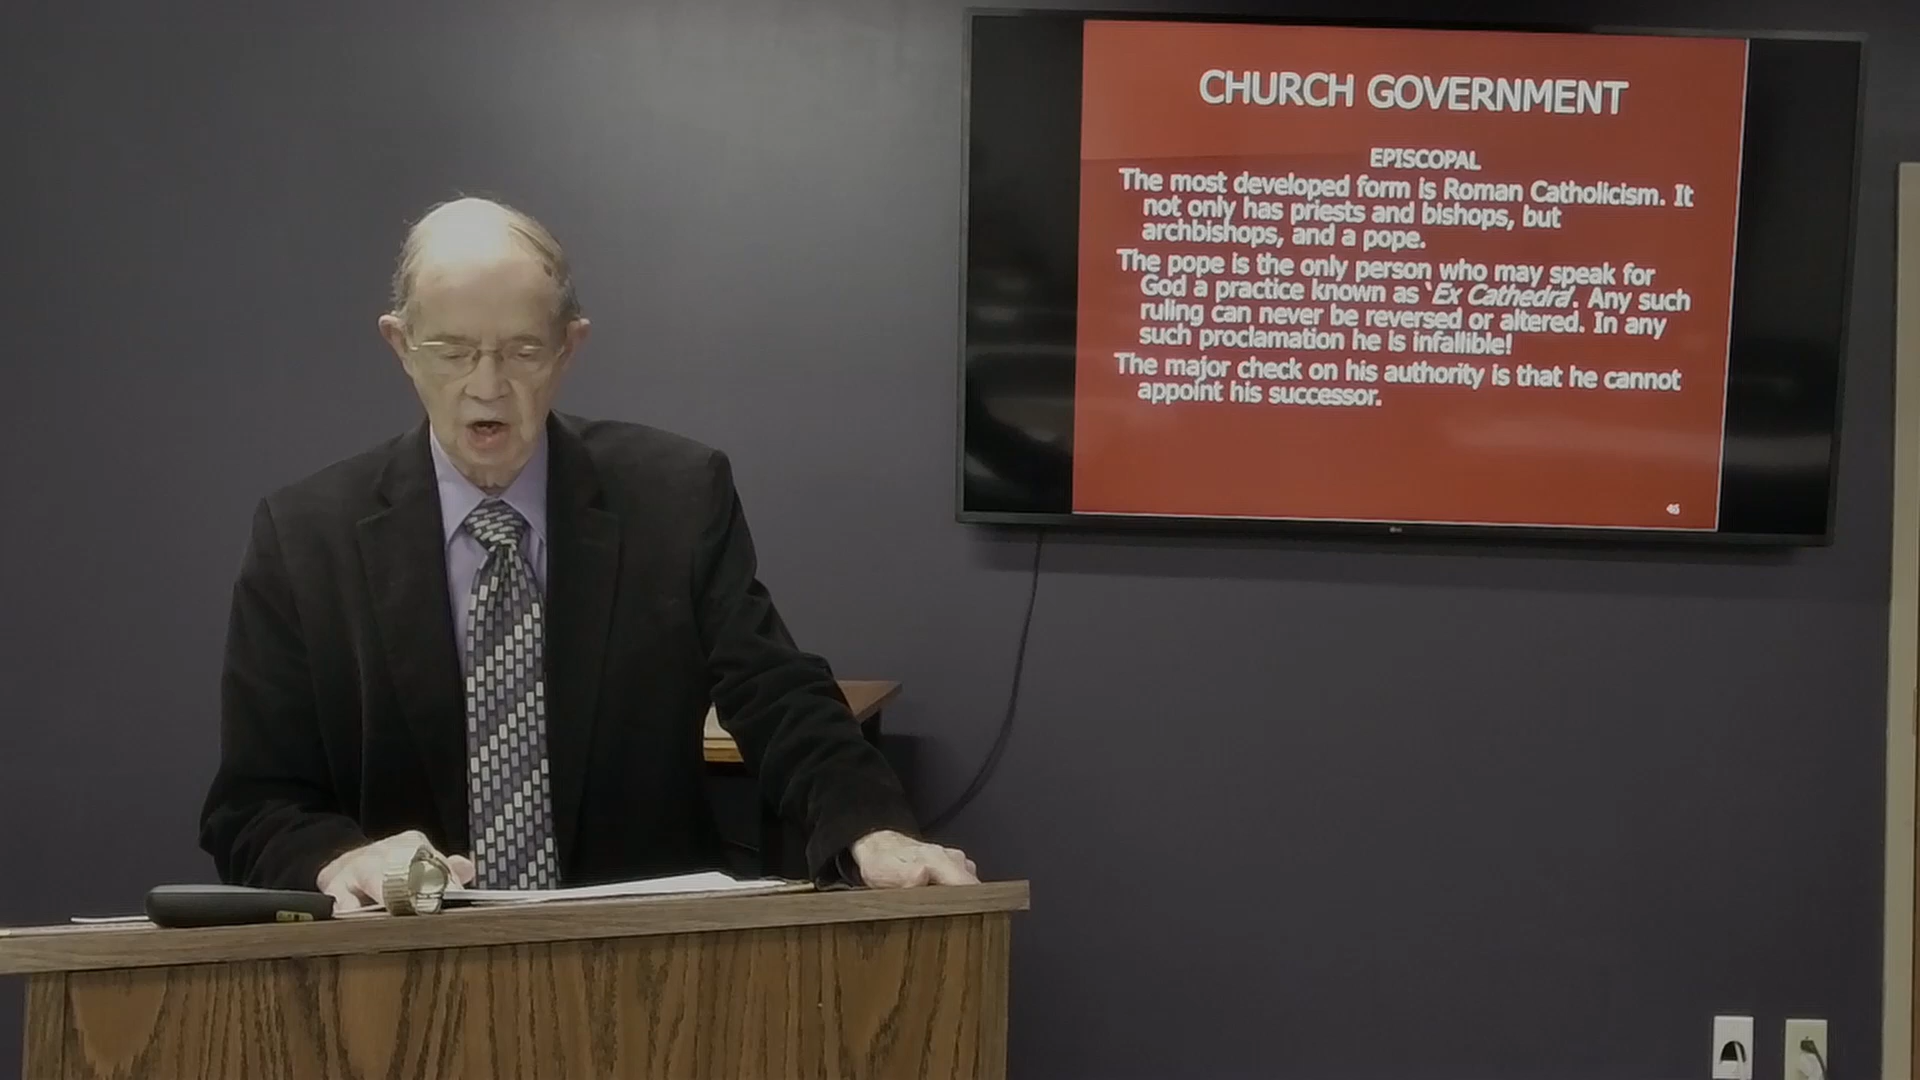 CHURCH GOVERNMENT
EPISCOPAL
The most developed form is Roman Catholicism. It
not only has priests and bishops, but
archbishops, and a pope.
The pope is the only person who may speak for
God a practice known as ‘Ex Cathedra’. Any such
ruling can never be reversed or altered. In any
such proclamation he is infallible!
The major check on his authority is that he cannot
appoint his successor.